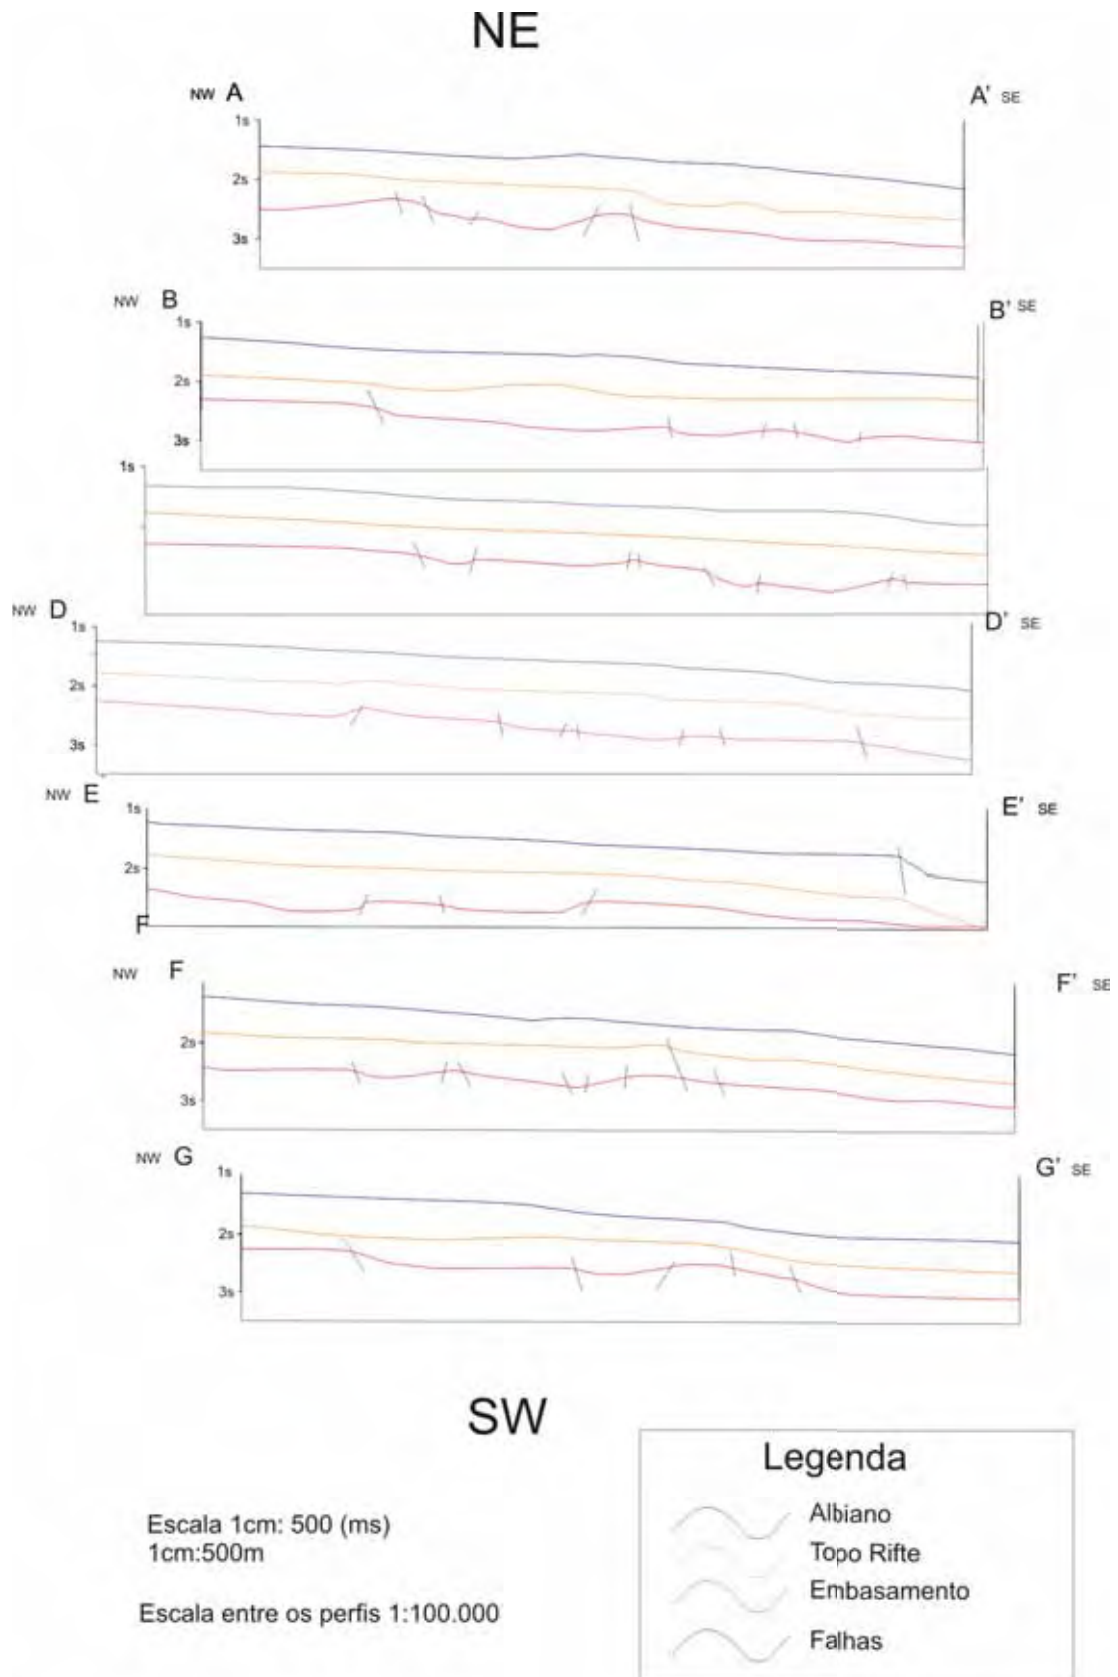 NE
NW A A' SE
1s
2s
3s
NW B B' SE
1s
2s
3s
1s
NW D D' SE
1s
2s
3s
NW E E' SE
1s
2s
F
NW F F' SE
2s
3s
NW G G' SE
1s
2s
3s
SW
Legenda
Albiano
Topo Rifte
Embasamento
Falhas
Escala 1cm: 500 (ms)
1cm:500m
Escala entre os perfis 1:100.000